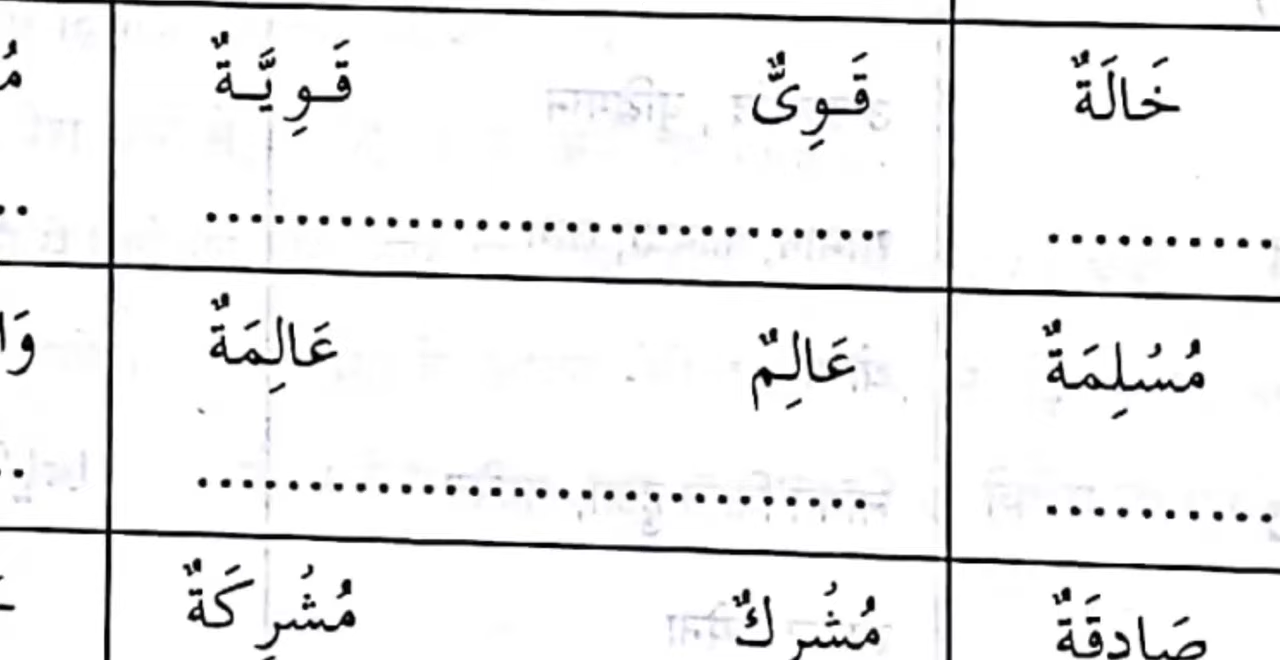 خَالَةٌ قَوِىٌّ قَوِيَّةٌ
مُسْلِمَةٌ عَالِمٌ عَالِمَةٌ
صَادِقَةٌ مُشْرِكٌ مُشْرِكَةٌ